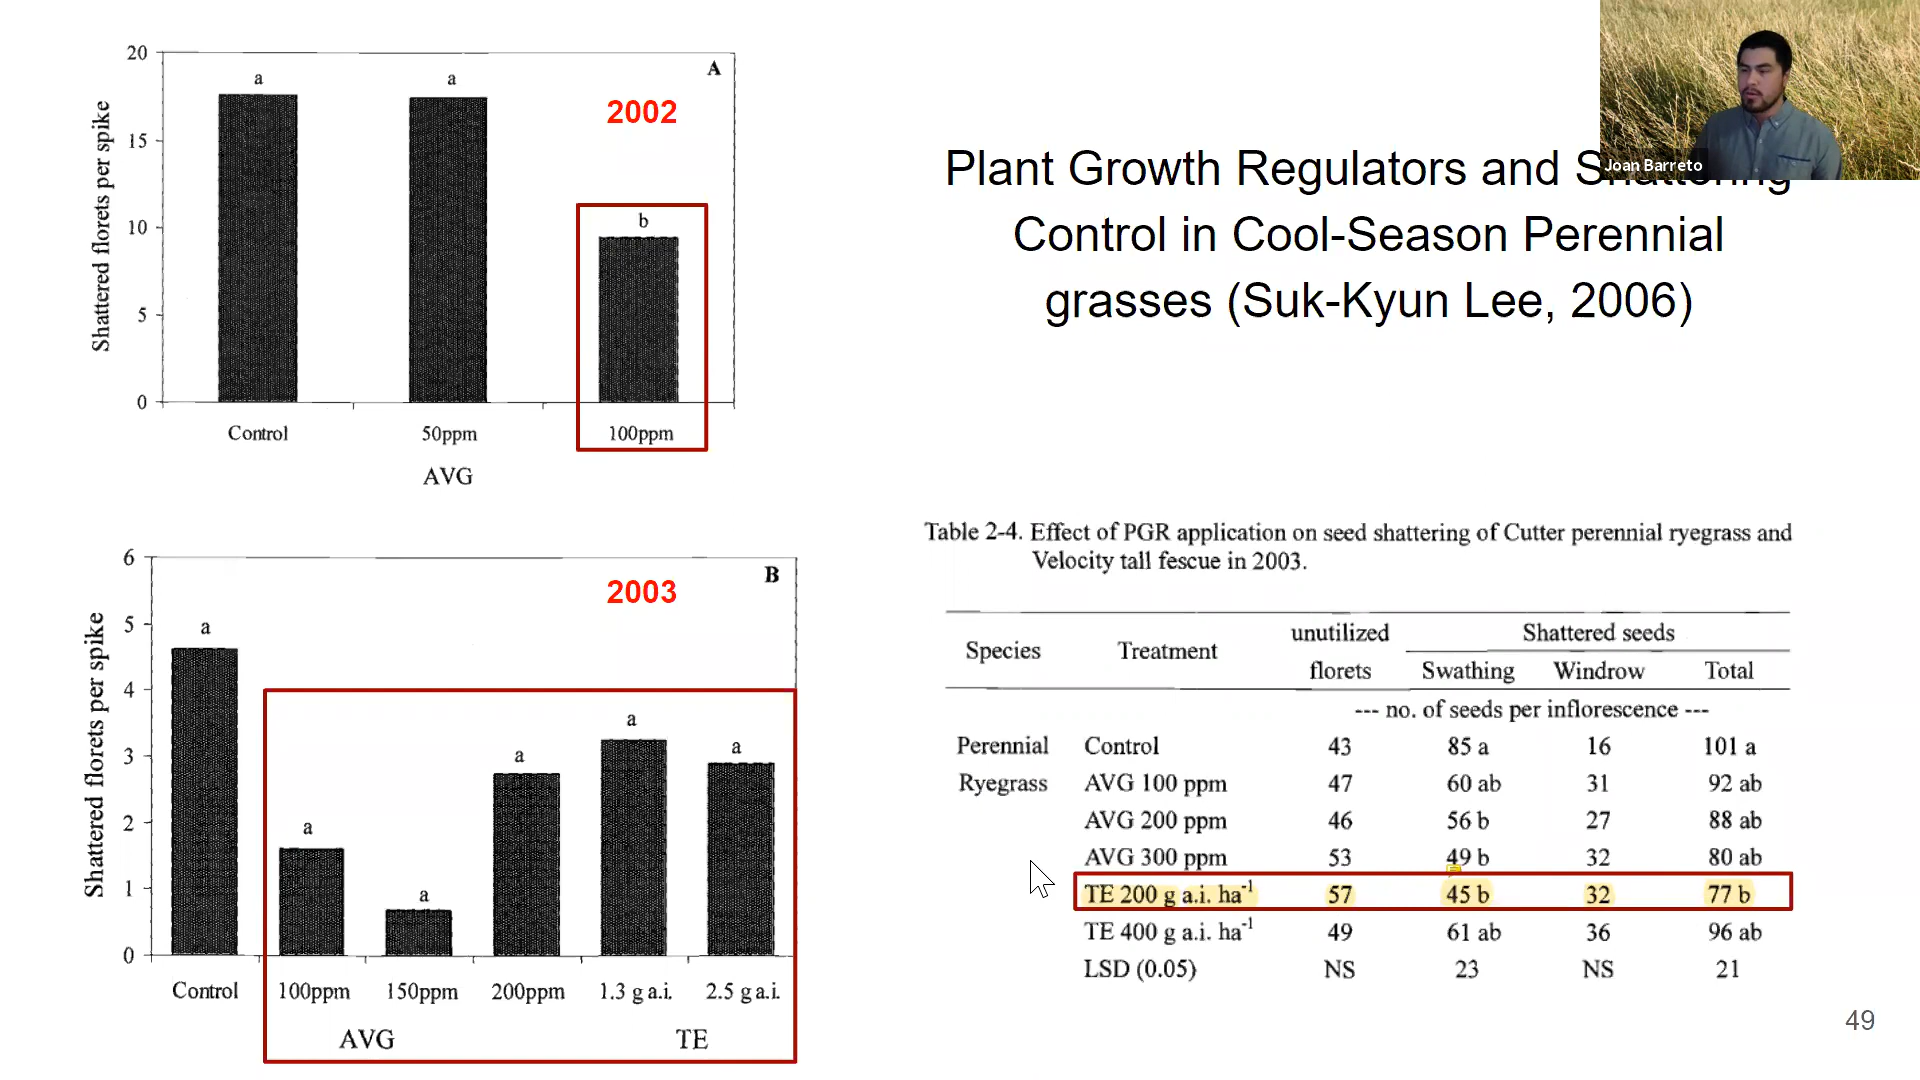 20
A
a
a
2002
15
Shattered florets per spike
10
b
5
0
Control
50ppm
100ppm
AVG
Plant Growth Regulators and Shattering
Control in Cool-Season Perennial
grasses (Suk-Kyun Lee, 2006)
Joan Barreto
6
B
2003
5
a
Shattered florets per spike
4
a
a
3
a
2
a
a
1
0
Control
100ppm
150ppm
200ppm
1.3 g a.i.
2.5 g a.i.
AVG
TE
Table 2-4. Effect of PGR application on seed shattering of Cutter perennial ryegrass and
Velocity tall fescue in 2003.
Species Treatment unutilized florets Shattered seeds
Swathing Windrow Total
--- no. of seeds per inflorescence ---
Perennial Control 43 85 a 16 101 a
Ryegrass AVG 100 ppm 47 60 ab 31 92 ab
AVG 200 ppm 46 56 b 27 88 ab
AVG 300 ppm 53 49 b 32 80 ab
TE 200 g a.i. ha⁻¹ 57 45 b 32 77 b
TE 400 g a.i. ha⁻¹ 49 61 ab 36 96 ab
LSD (0.05) NS 23 NS 21
49